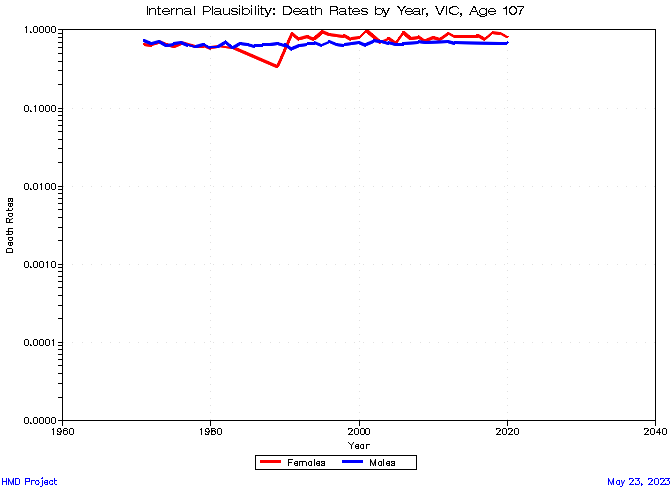 Internal Plausibility: Death Rates by Year, VIC, Age 107
1.0000
0.1000
0.0100
0.0010
0.0001
0.0000
Death Rates
1960
1980
2000
2020
2040
Year
Females
Males
HMD Project
May 23, 2023